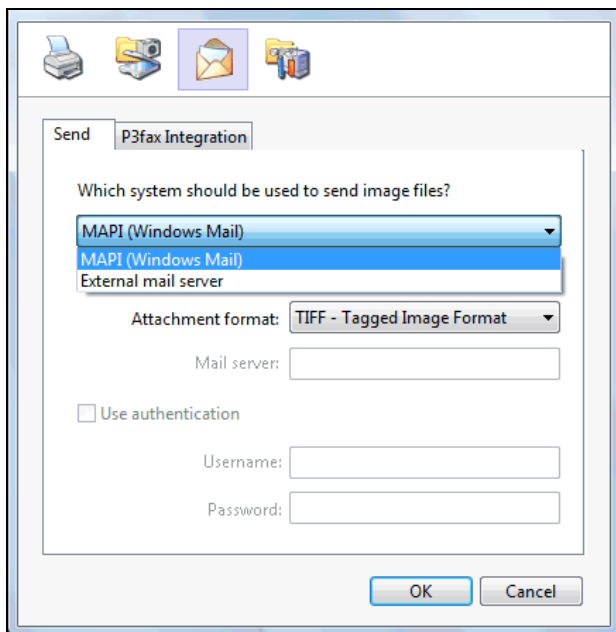 Send
P3fax Integration
Which system should be used to send image files?
MAPI (Windows Mail)
MAPI (Windows Mail)
External mail server
Attachment format: TIFF - Tagged Image Format
Mail server:
Use authentication
Username:
Password:
OK
Cancel